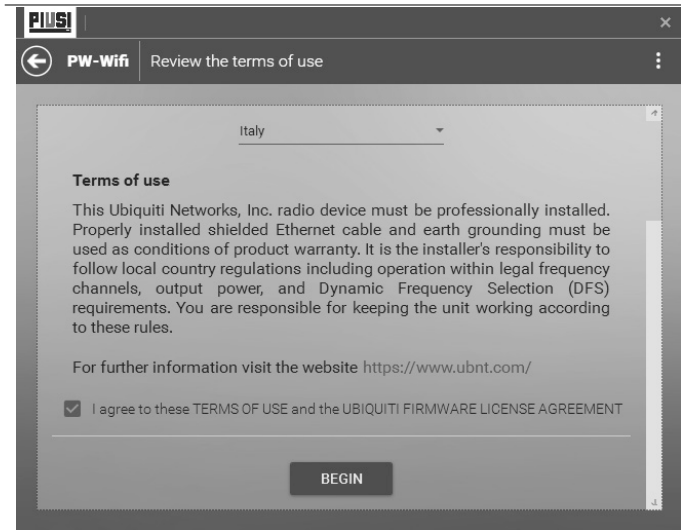 PIUSI
PW-Wifi Review the terms of use
Italy
Terms of use
This Ubiquiti Networks, Inc. radio device must be professionally installed.
Properly installed shielded Ethernet cable and earth grounding must be
used as conditions of product warranty. It is the installer's responsibility to
follow local country regulations including operation within legal frequency
channels, output power, and Dynamic Frequency Selection (DFS)
requirements. You are responsible for keeping the unit working according
to these rules.
For further information visit the website https://www.ubnt.com/
I agree to these TERMS OF USE and the UBIQUITI FIRMWARE LICENSE AGREEMENT
BEGIN